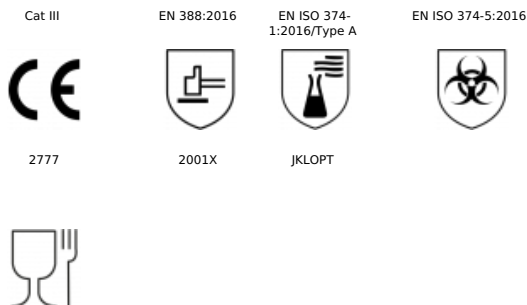 Cat III
EN 388:2016
EN ISO 374-
1:2016/Type A
EN ISO 374-5:2016
CE
2777
2001X
JKLOPT